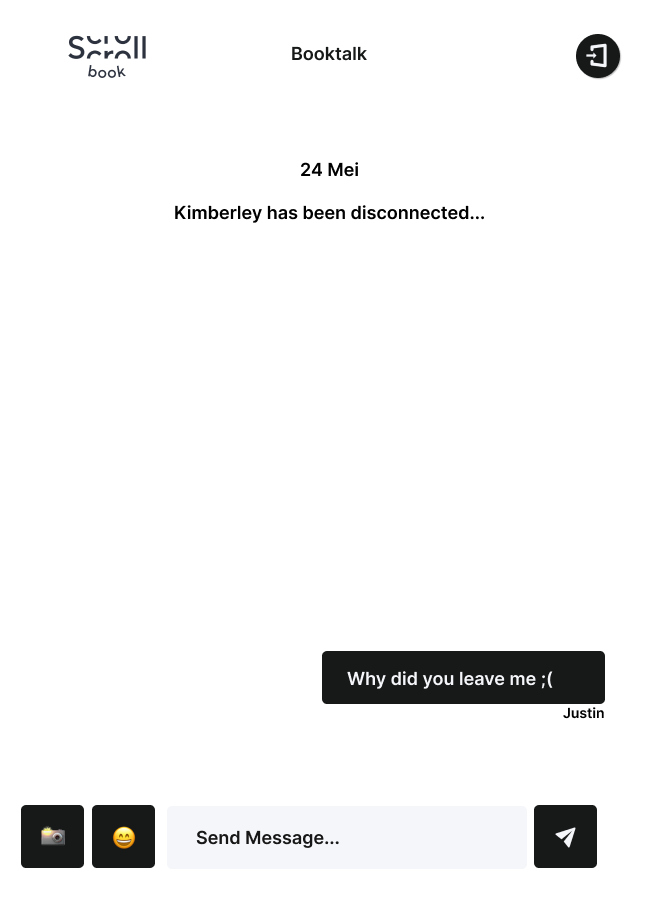 Scroll
book
Booktalk
24 Mei
Kimberley has been disconnected...
Why did you leave me ;(
Justin
Send Message...